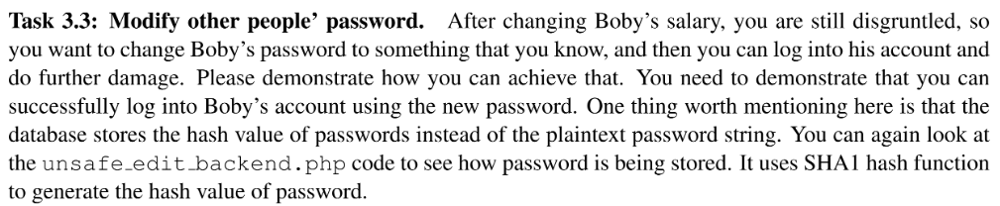 Task 3.3: Modify other people’ password. After changing Boby’s salary, you are still disgruntled, so
you want to change Boby’s password to something that you know, and then you can log into his account and
do further damage. Please demonstrate how you can achieve that. You need to demonstrate that you can
successfully log into Boby’s account using the new password. One thing worth mentioning here is that the
database stores the hash value of passwords instead of the plaintext password string. You can again look at
the unsafe_edit_backend.php code to see how password is being stored. It uses SHA1 hash function
to generate the hash value of password.